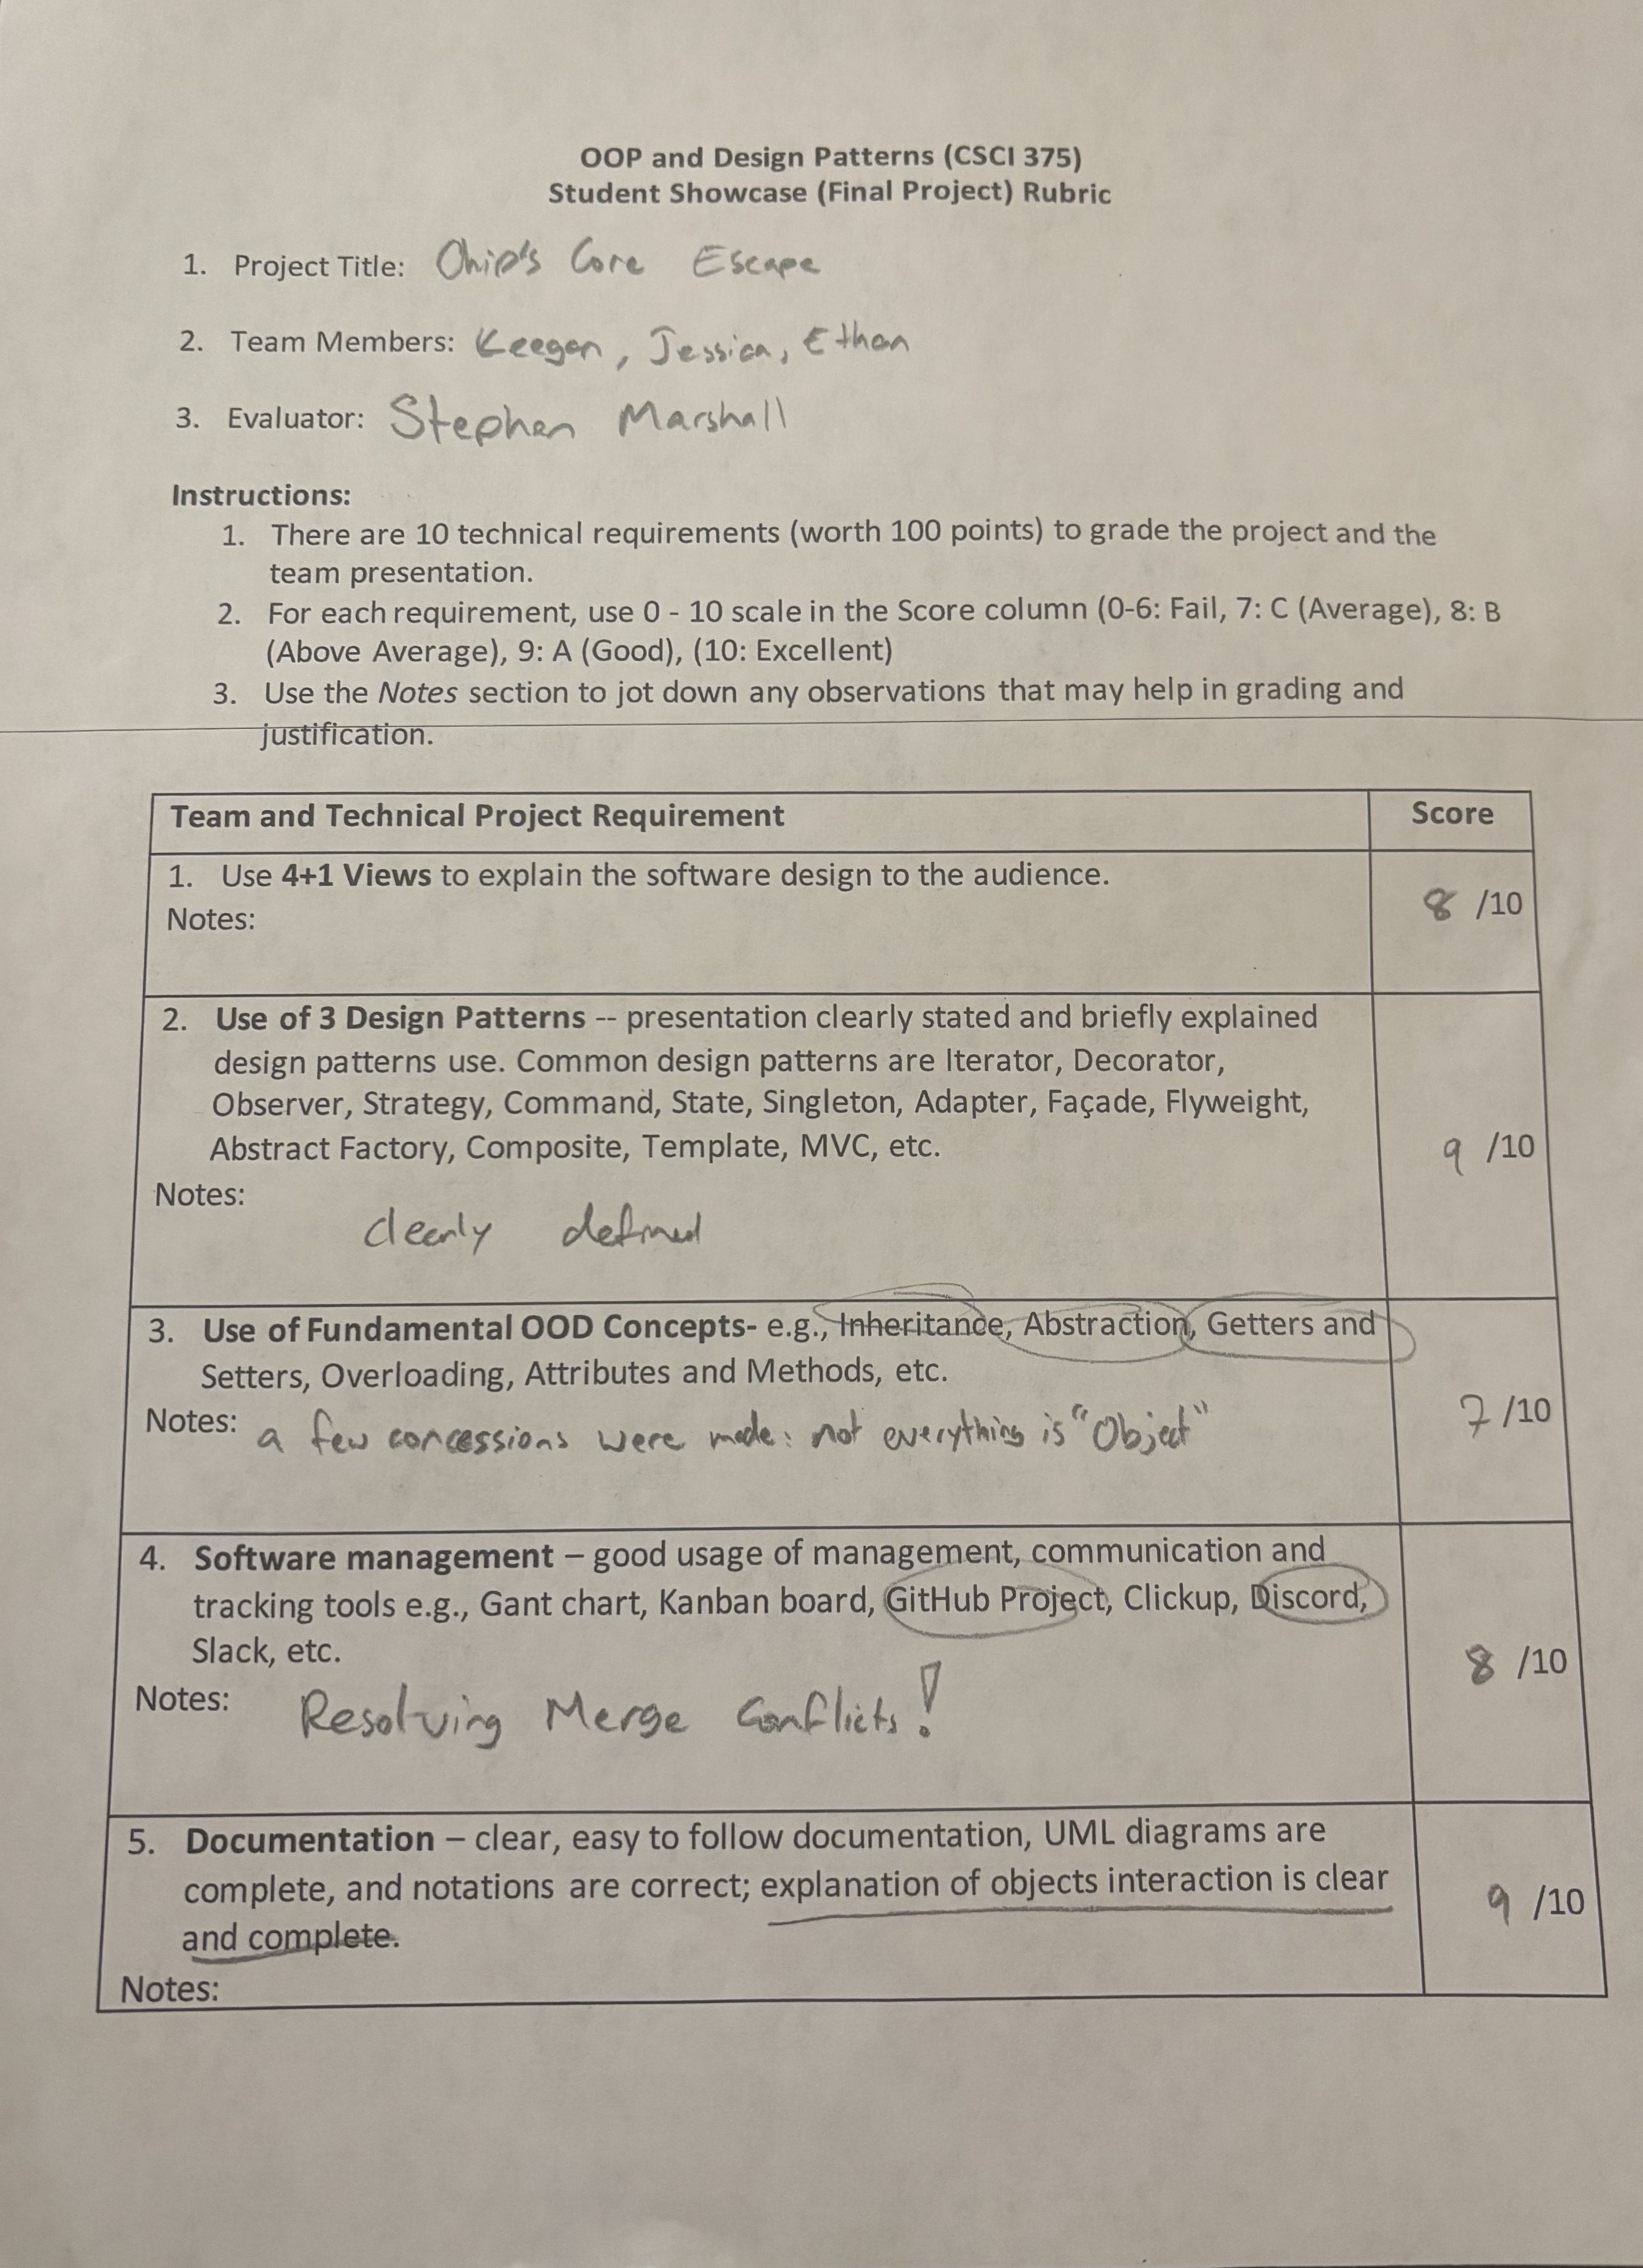 OOP and Design Patterns (CSCI 375)
Student Showcase (Final Project) Rubric
1. Project Title: Ohip's Core Escape
2. Team Members: Keegan, Jessica, Ethan
3. Evaluator: Stephen Marshall
Instructions:
1. There are 10 technical requirements (worth 100 points) to grade the project and the
team presentation.
2. For each requirement, use 0 - 10 scale in the Score column (0-6: Fail, 7: C (Average), 8: B
(Above Average), 9: A (Good), (10: Excellent)
3. Use the Notes section to jot down any observations that may help in grading and
justification.
Team and Technical Project Requirement Score
1. Use 4+1 Views to explain the software design to the audience.
8 /10
Notes:
2. Use of 3 Design Patterns -- presentation clearly stated and briefly explained
design patterns use. Common design patterns are Iterator, Decorator,
Observer, Strategy, Command, State, Singleton, Adapter, Façade, Flyweight,
Abstract Factory, Composite, Template, MVC, etc.
9 /10
Notes:
clearly defined
3. Use of Fundamental OOD Concepts- e.g., Inheritance, Abstraction, Getters and
Setters, Overloading, Attributes and Methods, etc.
7 /10
Notes: a few concessions were made: not everything is "Object"
4. Software management – good usage of management, communication and
tracking tools e.g., Gant chart, Kanban board, GitHub Project, Clickup, Discord,
Slack, etc.
8 /10
Notes: Resolving Merge Conflicts!
5. Documentation – clear, easy to follow documentation, UML diagrams are
complete, and notations are correct; explanation of objects interaction is clear
9 /10
and complete.
Notes: